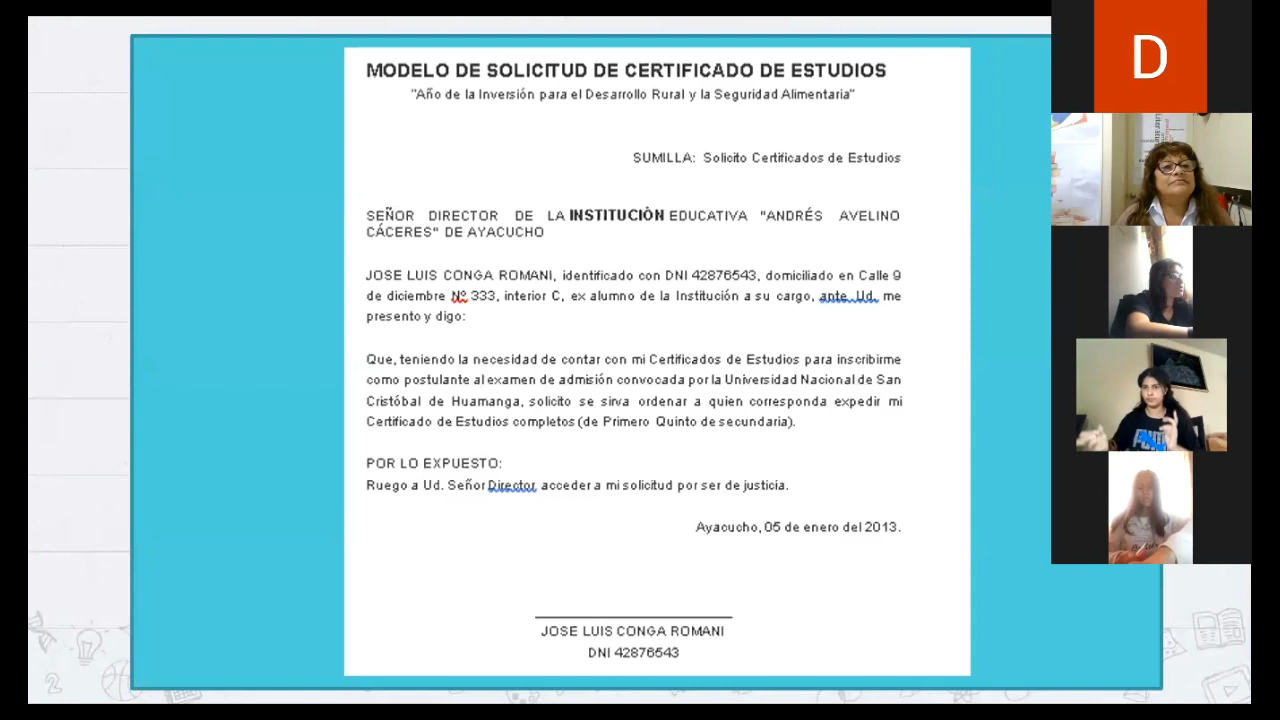 MODELO DE SOLICITUD DE CERTIFICADO DE ESTUDIOS
"Año de la Inversión para el Desarrollo Rural y la Seguridad Alimentaria"
SUMILLA: Solicito Certificados de Estudios
SEÑOR DIRECTOR DE LA INSTITUCIÓN EDUCATIVA "ANDRÉS AVELINO
CÁCERES" DE AYACUCHO
JOSE LUIS CONGA ROMANI, identificado con DNI 42876543, domiciliado en Calle 9
de diciembre Nº 333, interior C, ex alumno de la Institución a su cargo, ante Ud. me
presento y digo:
Que, teniendo la necesidad de contar con mi Certificados de Estudios para inscribirme
como postulante al examen de admisión convocada por la Universidad Nacional de San
Cristóbal de Huamanga, solicito se sirva ordenar a quien corresponda expedir mi
Certificado de Estudios completos (de Primero Quinto de secundaria).
POR LO EXPUESTO:
Ruego a Ud. Señor Director, acceder a mi solicitud por ser de justicia.
Ayacucho, 05 de enero del 2013.
JOSE LUIS CONGA ROMANI
DNI 42876543
D